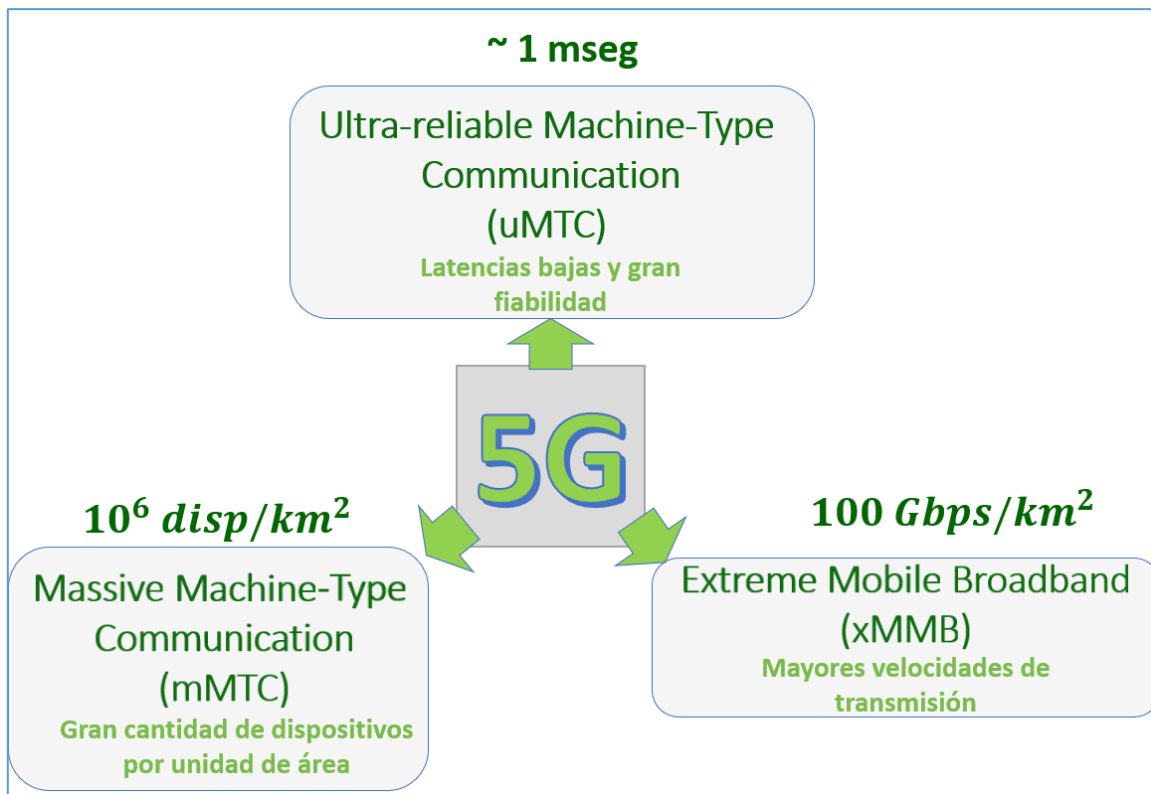 ~ 1 mseg
Ultra-reliable Machine-Type
Communication
(uMTC)
Latencias bajas y gran
fiabilidad
5G
10⁶ disp/km²
Massive Machine-Type
Communication
(mMTC)
Gran cantidad de dispositivos
por unidad de área
100 Gbps/km²
Extreme Mobile Broadband
(xMMB)
Mayores velocidades de
transmisión